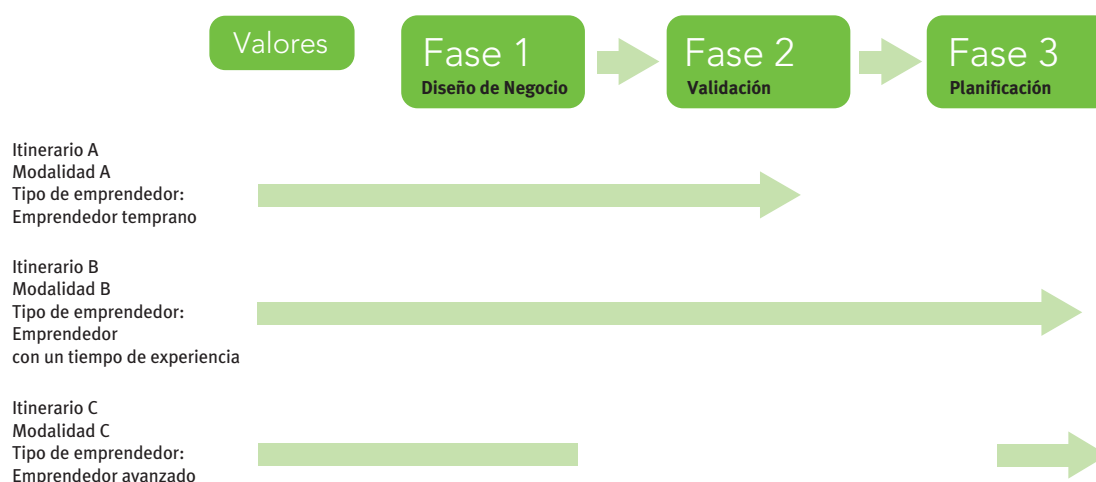 Valores
Fase 1
Diseño de Negocio
Fase 2
Validación
Fase 3
Planificación
Itinerario A
Modalidad A
Tipo de emprendedor:
Emprendedor temprano
Itinerario B
Modalidad B
Tipo de emprendedor:
Emprendedor
con un tiempo de experiencia
Itinerario C
Modalidad C
Tipo de emprendedor:
Emprendedor avanzado